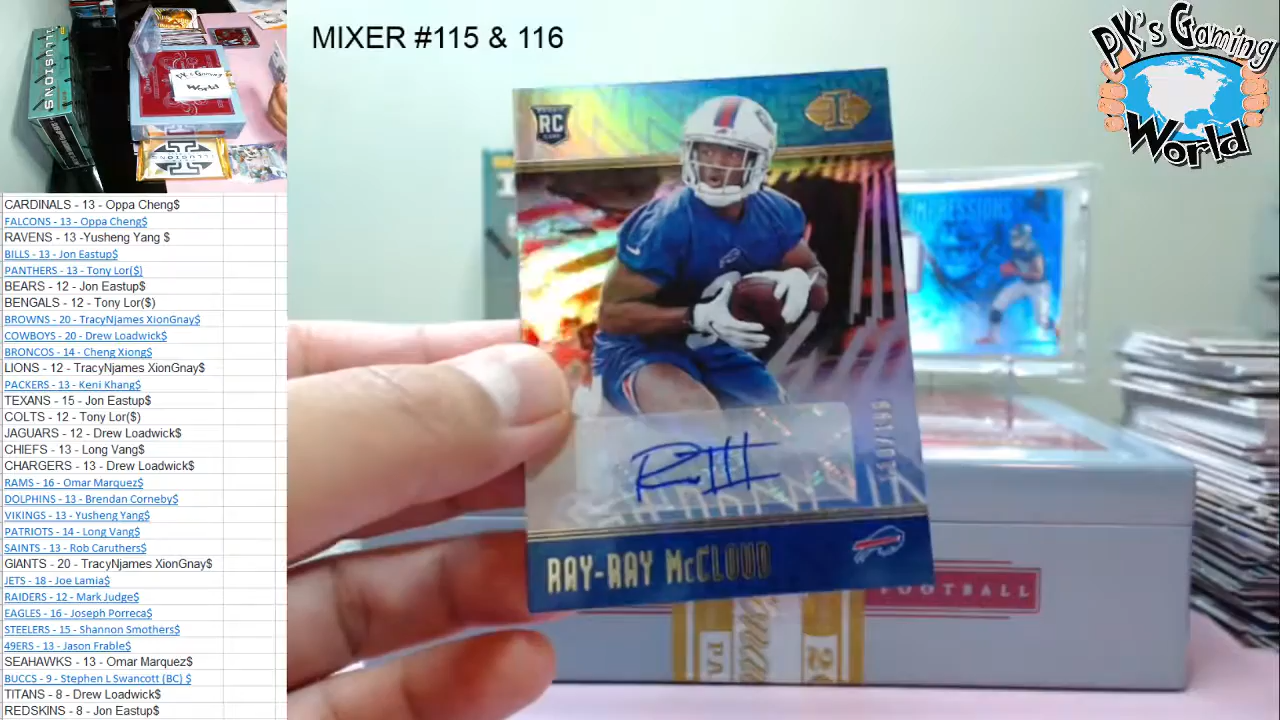 MIXER #115 & 116
PK's Gaming
World
ILLUSIONS
PK's Gaming
World
CARDINALS - 13 - Oppa Cheng$
FALCONS - 13 - Oppa Cheng$
RAVENS - 13 -Yusheng Yang $
BILLS - 13 - Jon Eastup$
PANTHERS - 13 - Tony Lor($)
BEARS - 12 - Jon Eastup$
BENGALS - 12 - Tony Lor($)
BROWNS - 20 - TracyNjames XionGnay$
COWBOYS - 20 - Drew Loadwick$
BRONCOS - 14 - Cheng Xiong$
LIONS - 12 - TracyNjames XionGnay$
PACKERS - 13 - Keni Khang$
TEXANS - 15 - Jon Eastup$
COLTS - 12 - Tony Lor($)
JAGUARS - 12 - Drew Loadwick$
CHIEFS - 13 - Long Vang$
CHARGERS - 13 - Drew Loadwick$
RAMS - 16 - Omar Marquez$
DOLPHINS - 13 - Brendan Corneby$
VIKINGS - 13 - Yusheng Yang$
PATRIOTS - 14 - Long Vang$
SAINTS - 13 - Rob Caruthers$
GIANTS - 20 - TracyNjames XionGnay$
JETS - 18 - Joe Lamia$
RAIDERS - 12 - Mark Judge$
EAGLES - 16 - Joseph Porreca$
STEELERS - 15 - Shannon Smothers$
49ERS - 13 - Jason Frable$
SEAHAWKS - 13 - Omar Marquez$
BUCCS - 9 - Stephen L Swancott (BC) $
TITANS - 8 - Drew Loadwick$
REDSKINS - 8 - Jon Eastup$
RC
I
RAY-RAY McCLOUD
FOOTBALL
PA